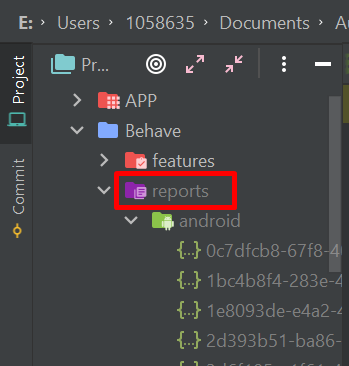 E: > Users > 1058635 > Documents >
Project
Commit
Pr...
APP
Behave
features
reports
android
{...} 0c7dfcb8-67f8-4
{...} 1bc4b8f4-283e-4
{...} 1e8093de-e4a2-4
{...} 2d393b51-ba86-